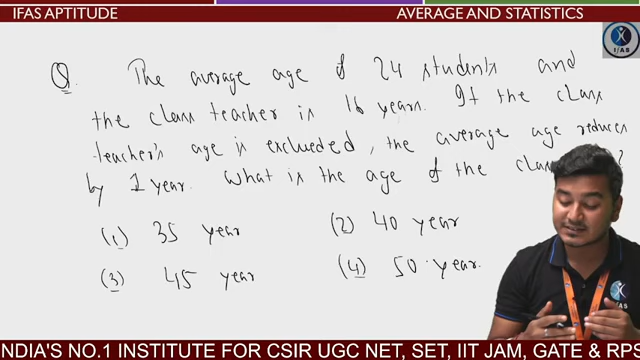 IFAS APTITUDE
AVERAGE AND STATISTICS
IFAS
Q. The average age of 24 students and
the class teacher is 16 years. If the class
teacher's age is excluded, the average age reduces
by 1 year. What is the age of the class ?
(1) 35 year (2) 40 year
(3) 45 year (4) 50 year.
NDIA'S NO.1 INSTITUTE FOR CSIR UGC NET, SET, IIT JAM, GATE & RPS